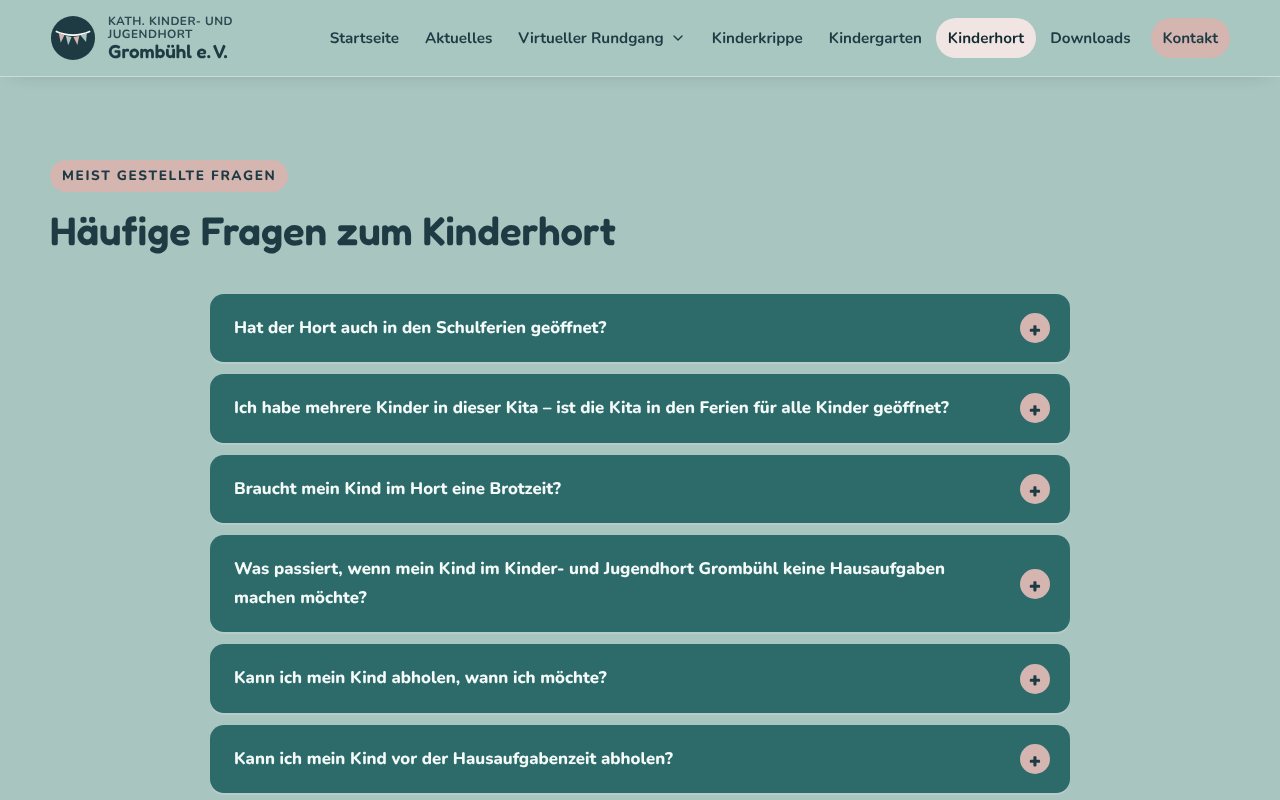 KATH. KINDER- UND
JUGENDHORT
Grombühl e. V.
Startseite
Aktuelles
Virtueller Rundgang
Kinderkrippe
Kindergarten
Kinderhort
Downloads
Kontakt
MEIST GESTELLTE FRAGEN
Häufige Fragen zum Kinderhort
Hat der Hort auch in den Schulferien geöffnet?
Ich habe mehrere Kinder in dieser Kita – ist die Kita in den Ferien für alle Kinder geöffnet?
Braucht mein Kind im Hort eine Brotzeit?
Was passiert, wenn mein Kind im Kinder- und Jugendhort Grombühl keine Hausaufgaben
machen möchte?
Kann ich mein Kind abholen, wann ich möchte?
Kann ich mein Kind vor der Hausaufgabenzeit abholen?